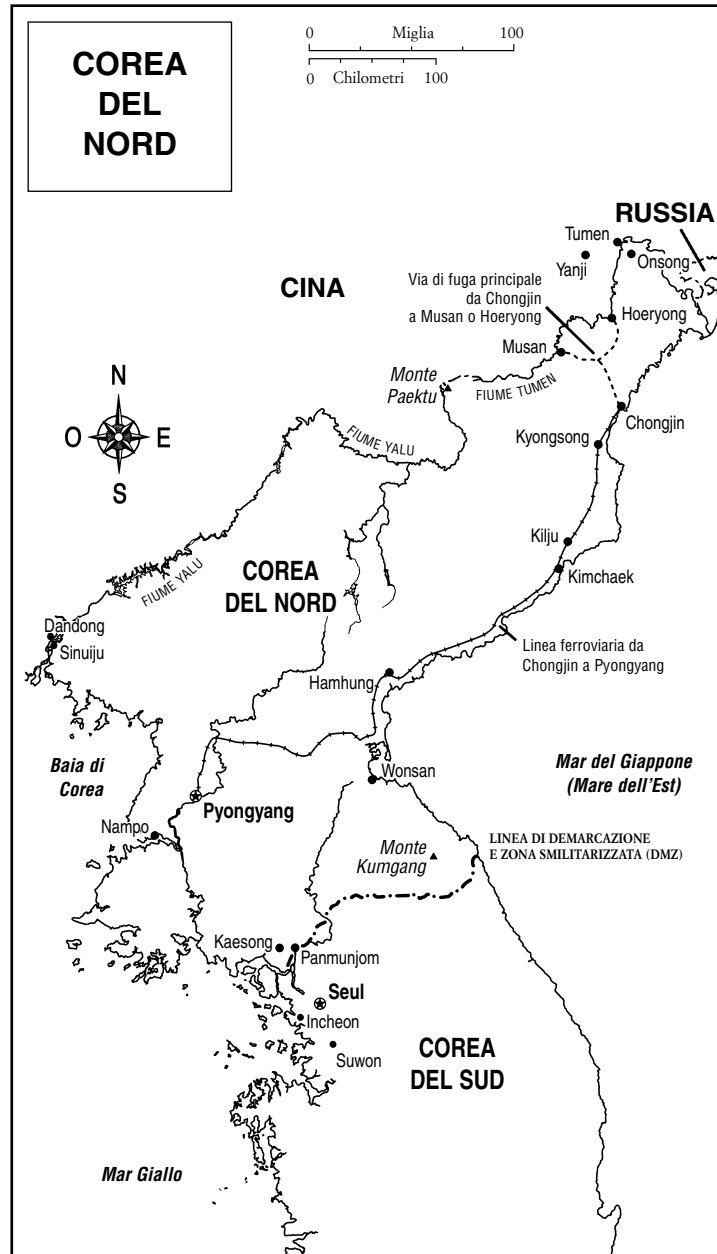 COREA
DEL
NORD
0 Miglia 100
0 Chilometri 100
RUSSIA
Tumen
Yanji
Onsong
CINA
Via di fuga principale
da Chongjin
a Musan o Hoeryong
Hoeryong
Musan
Monte
Paektu
FIUME TUMEN
N
O E
S
Chongjin
FIUME YALU
Kyongsong
Kilju
Kimchaek
COREA
DEL NORD
FIUME YALU
Dandong
Sinuiju
Linea ferroviaria da
Chongjin a Pyongyang
Hamhung
Baia di
Corea
Wonsan
Mar del Giappone
(Mare dell'Est)
Pyongyang
Nampo
Monte
Kumgang
LINEA DI DEMARCAZIONE
E ZONA SMILITARIZZATA (DMZ)
Kaesong
Panmunjom
Seul
Incheon
Suwon
COREA
DEL SUD
Mar Giallo